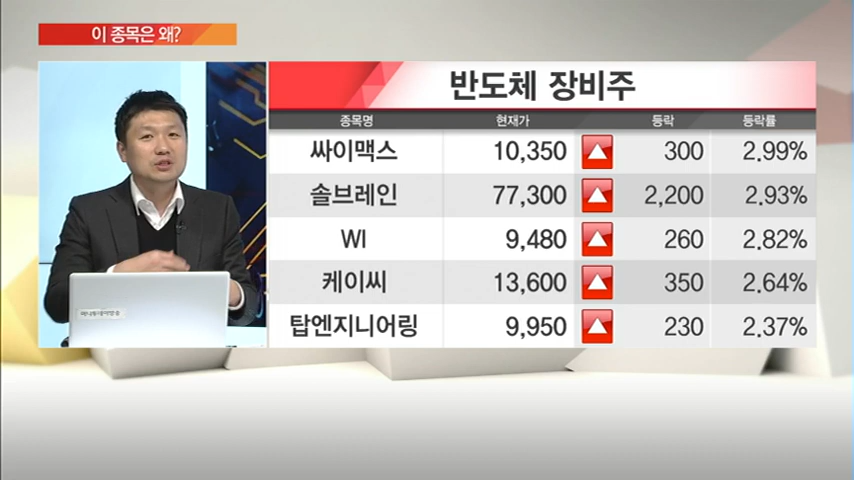 이 종목은 왜?
반도체 장비주
종목명 현재가 등락 등락률
싸이맥스 10,350 300 2.99%
솔브레인 77,300 2,200 2.93%
WI 9,480 260 2.82%
케이씨 13,600 350 2.64%
탑엔지니어링 9,950 230 2.37%